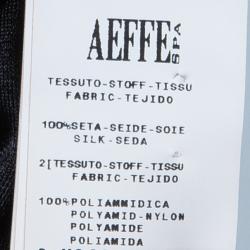 AEFFE SPA
TESSUTO-STOFF-TISSU
FABRIC-TEJIDO
100%SETA-SEIDE-SOIE
SILK-SEDA
2[TESSUTO-STOFF-TISSU
FABRIC-TEJIDO
100%POLIAMMIDICA
POLYAMID-NYLON
POLYAMIDE
POLIAMIDA